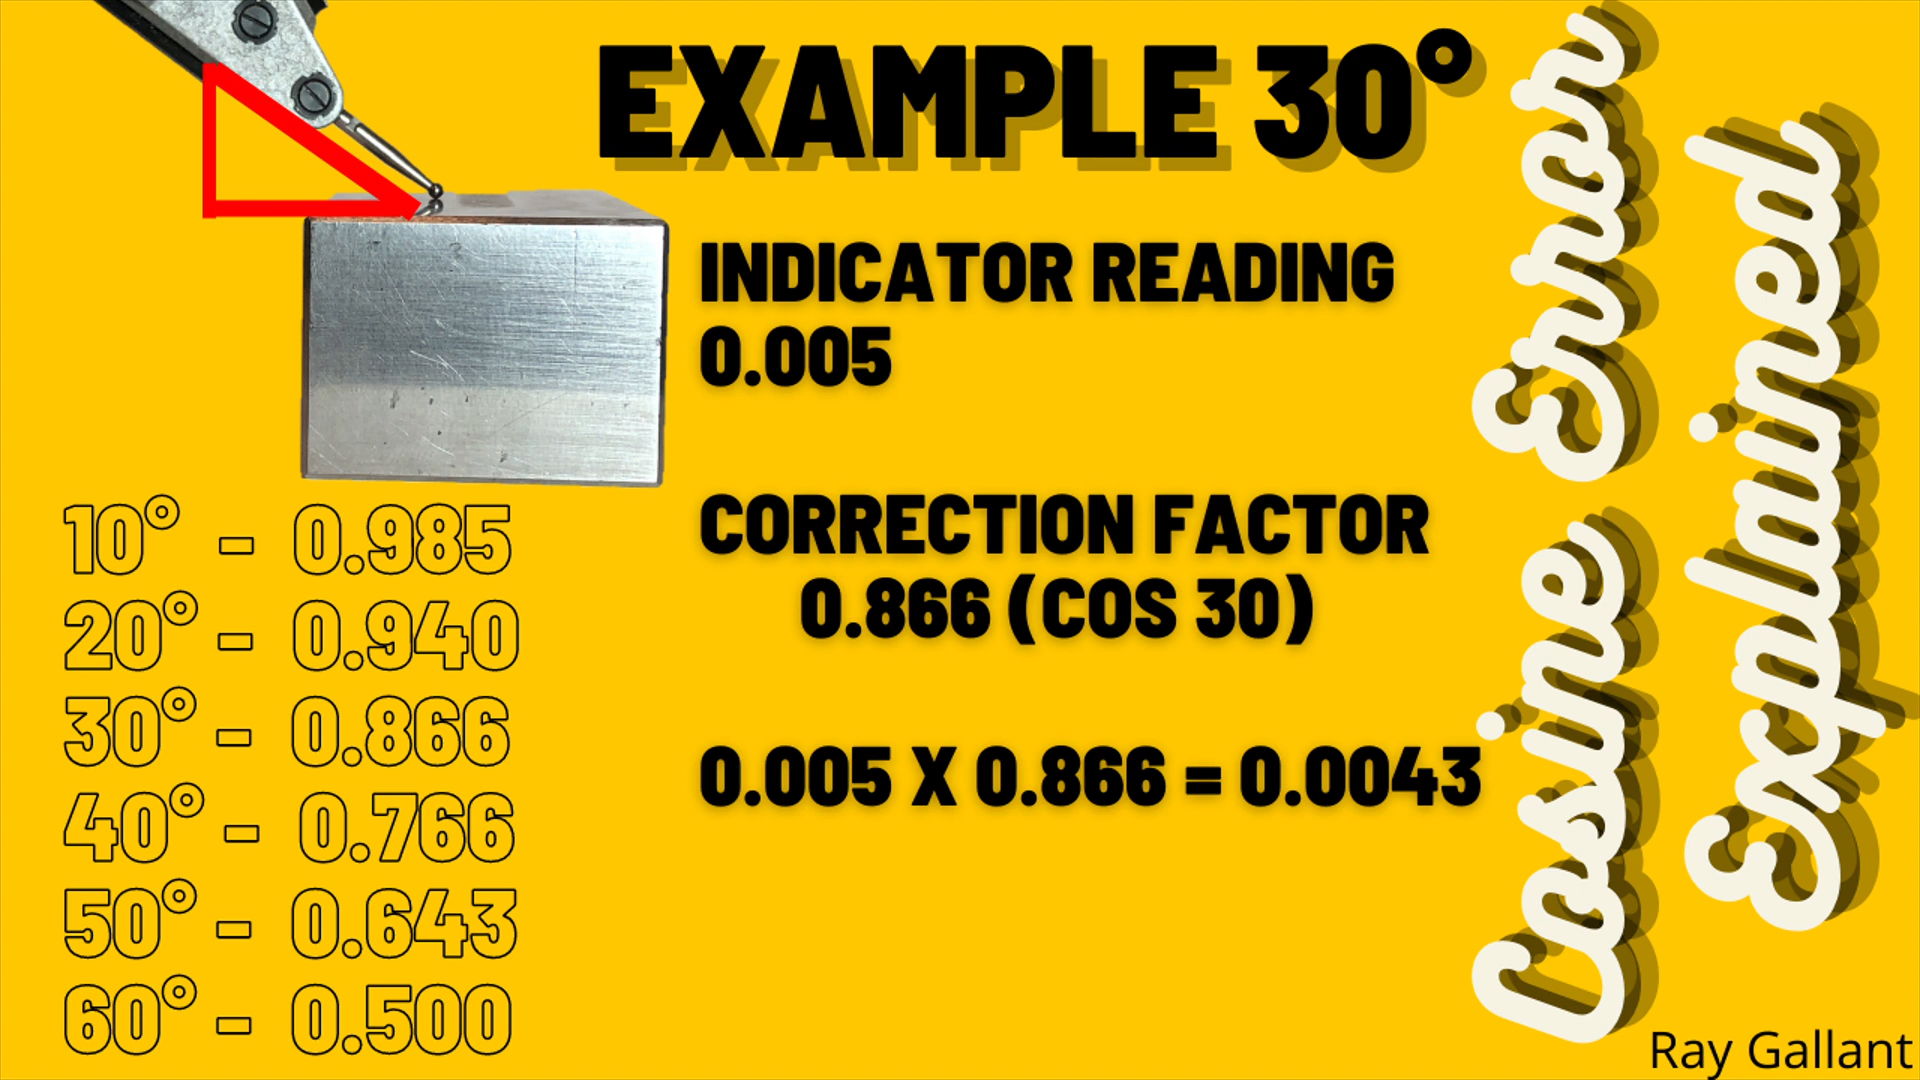 EXAMPLE 30°
INDICATOR READING
0.005
CORRECTION FACTOR
0.866 (COS 30)
0.005 X 0.866 = 0.0043
10° - 0.985
20° - 0.940
30° - 0.866
40° - 0.766
50° - 0.643
60° - 0.500
Cosine Error
Explained
Ray Gallant